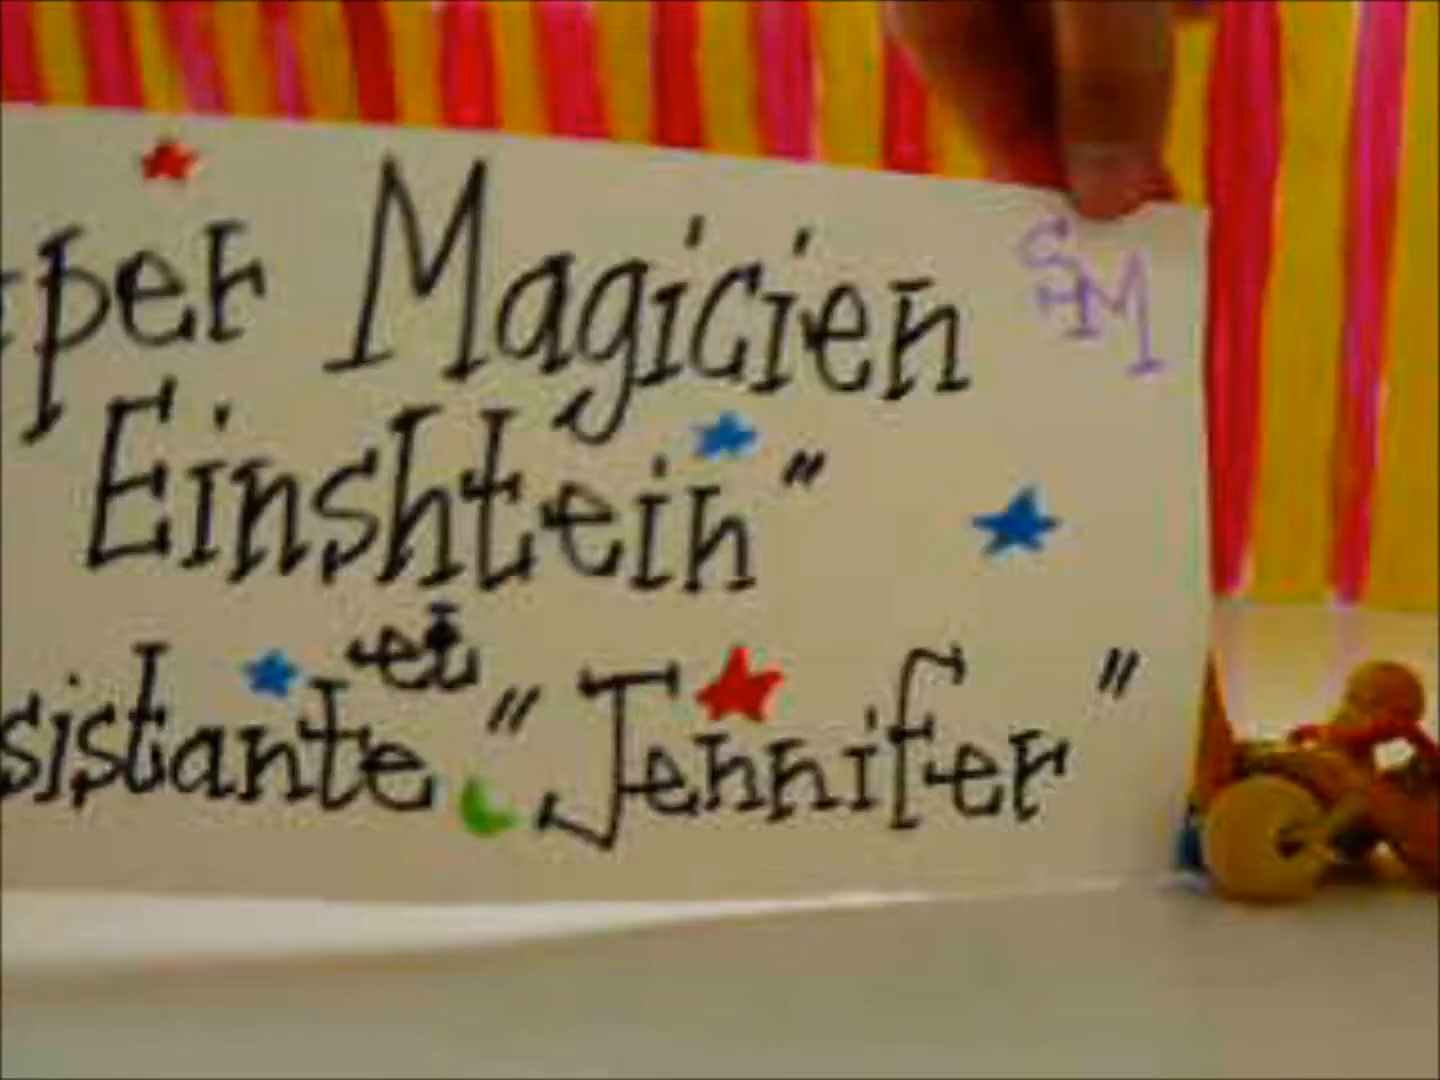 per Magicien SM
Einshtein"
et
sistante "Jennifer"